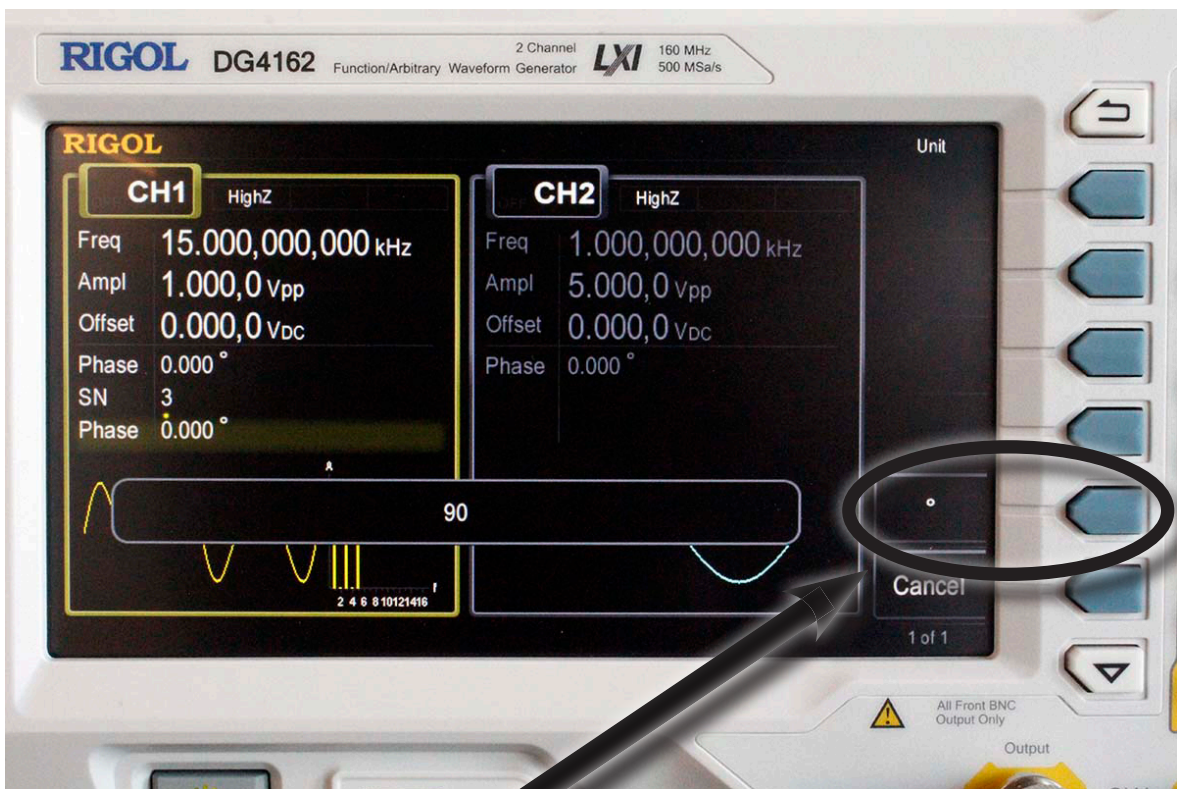 RIGOL DG4162 Function/Arbitrary Waveform Generator 2 Channel LXI 160 MHz 500 MSa/s
RIGOL
Unit
CH1 HighZ
Freq 15.000,000,000 kHz
Ampl 1.000,0 Vpp
Offset 0.000,0 VDC
Phase 0.000 °
SN 3
Phase 0.000 °
A
2 4 6 8 10121416
CH2 HighZ
Freq 1.000,000,000 kHz
Ampl 5.000,0 Vpp
Offset 0.000,0 VDC
Phase 0.000 °
90
°
Cancel
1 of 1
All Front BNC
Output Only
Output